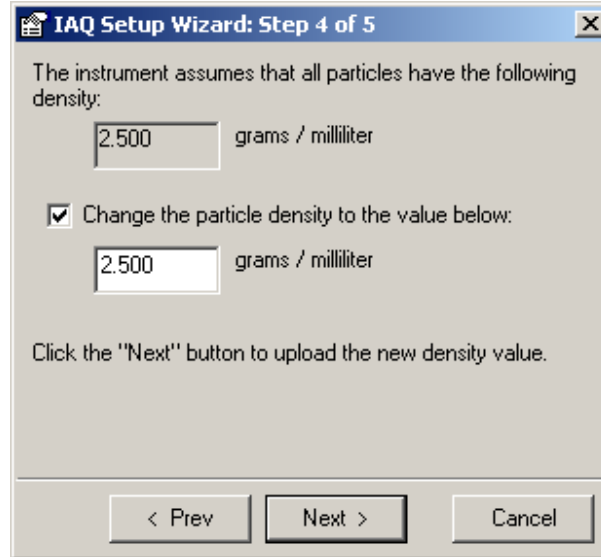 IAQ Setup Wizard: Step 4 of 5
The instrument assumes that all particles have the following
density:
2.500 grams / milliliter
Change the particle density to the value below:
2.500 grams / milliliter
Click the "Next" button to upload the new density value.
< Prev Next > Cancel